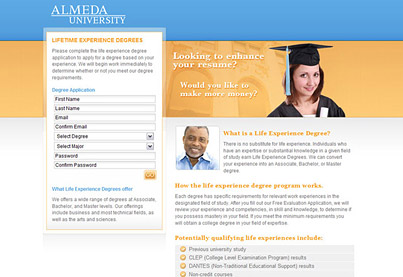 ALMEDA
UNIVERSITY
LIFETIME EXPERIENCE DEGREES
Please complete the life experience degree
application to apply for a degree based on your
experience. We will begin work immediately to
determine whether or not you meet our degree
requirements.
Degree Application
First Name
Last Name
Email
Confirm Email
Select Degree
Select Major
Password
Confirm Password
GO
What Life Experience Degrees offer
We offers a wide range of degrees at Associate,
Bachelor, and Master levels. Our offerings
include business and most technical fields, as
well as the arts and sciences
Looking to enhance
your resume?
Would you like to
make more money?
What is a Life Experience Degree?
There is no substitute for life experience. Individuals who
have an expertise or substantial knowledge in a given field
of study earn Life Experience Degrees. We can convert
your experience into an Associate, Bachelor, or Master
degree.
How the life experience degree program works.
Each degree has specific requirements for relevant work experiences in the
designated field of study. After you fill out our Free Evaluation Application, we will
review your experience and competencies, in skill and knowledge, to determine if
you possess mastery in your field. If you meet the minimum requirements you
will obtain a college degree in your field of expertise.
Potentially qualifying life experiences include:
Previous university study
CLEP (College Level Examination Program) results
DANTES (Non-Traditional Educational Support) results
Non-credit courses